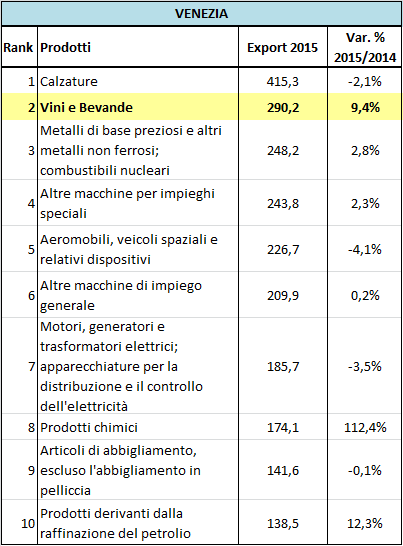 VENEZIA
Rank Prodotti Export 2015 Var. % 2015/2014
1 Calzature 415,3 -2,1%
2 Vini e Bevande 290,2 9,4%
3 Metalli di base preziosi e altri
metalli non ferrosi;
combustibili nucleari 248,2 2,8%
4 Altre macchine per impieghi
speciali 243,8 2,3%
5 Aeromobili, veicoli spaziali e
relativi dispositivi 226,7 -4,1%
6 Altre macchine di impiego
generale 209,9 0,2%
7 Motori, generatori e
trasformatori elettrici;
apparecchiature per la
distribuzione e il controllo
dell'elettricità 185,7 -3,5%
8 Prodotti chimici 174,1 112,4%
9 Articoli di abbigliamento,
escluso l'abbigliamento in
pelliccia 141,6 -0,1%
10 Prodotti derivanti dalla
raffinazione del petrolio 138,5 12,3%